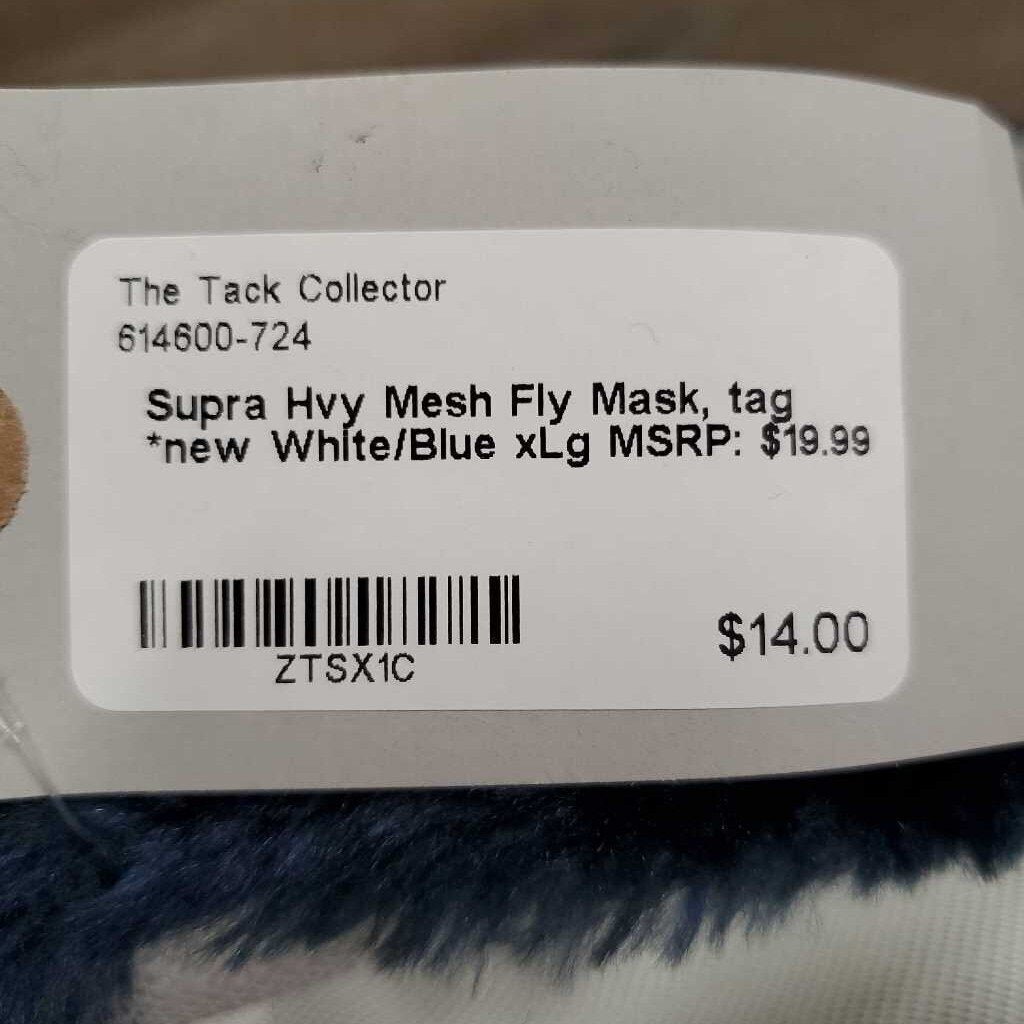 The Tack Collector
614600-724
Supra Hvy Mesh Fly Mask, tag
*new White/Blue xLg MSRP: $19.99
ZTSX1C
$14.00